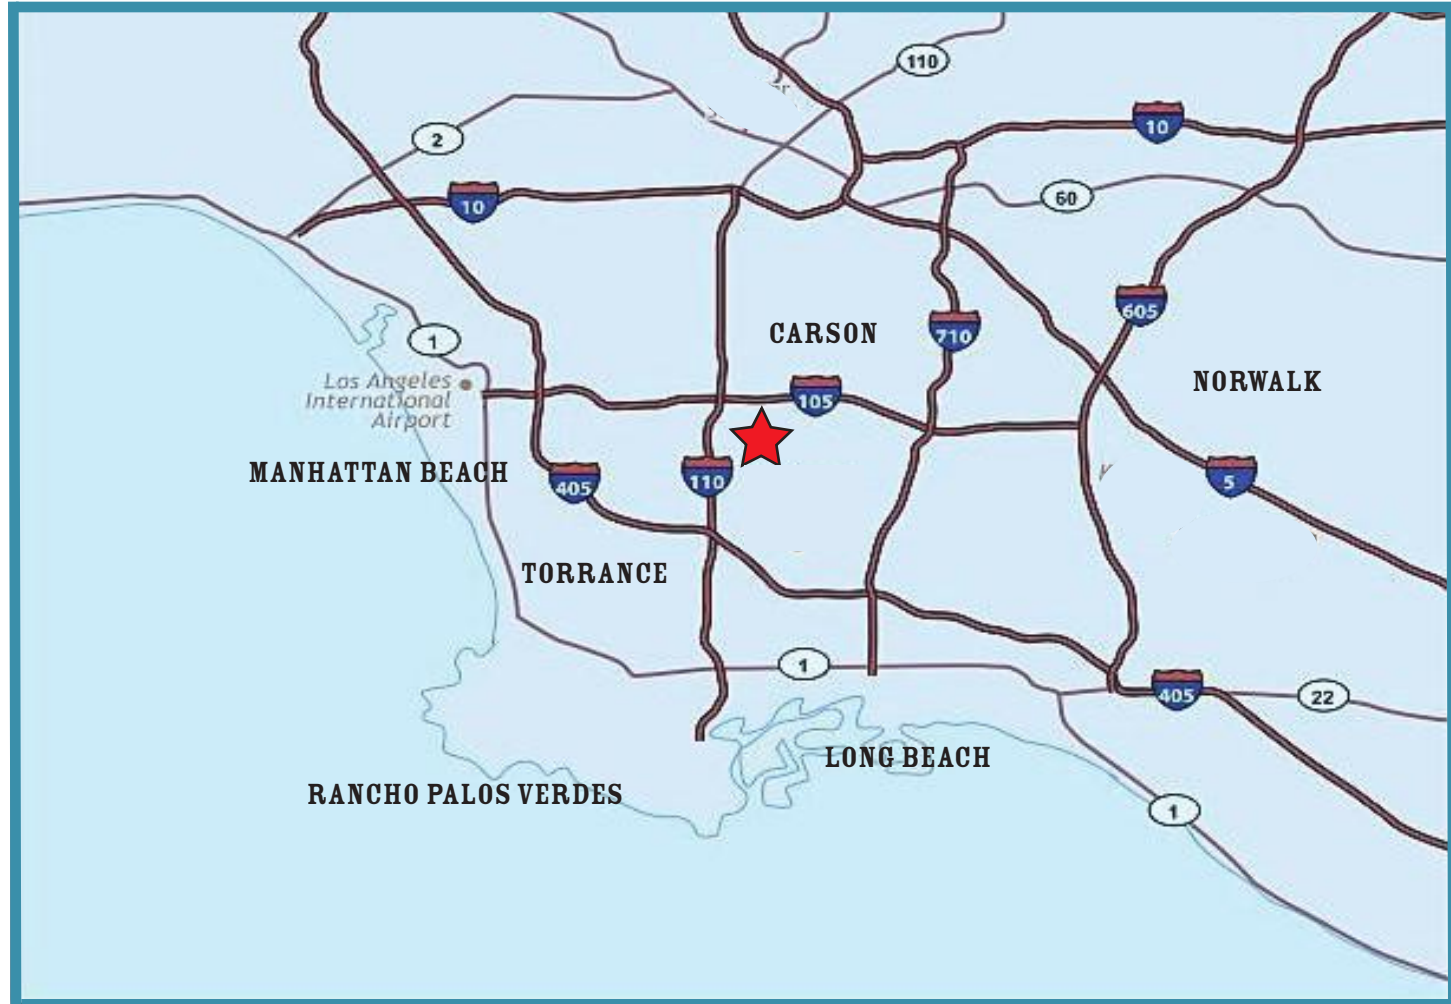 110
10
2
60
10
605
CARSON
710
1
NORWALK
Los Angeles
International
Airport
105
MANHATTAN BEACH
405
110
5
TORRANCE
1
405
22
LONG BEACH
RANCHO PALOS VERDES
1